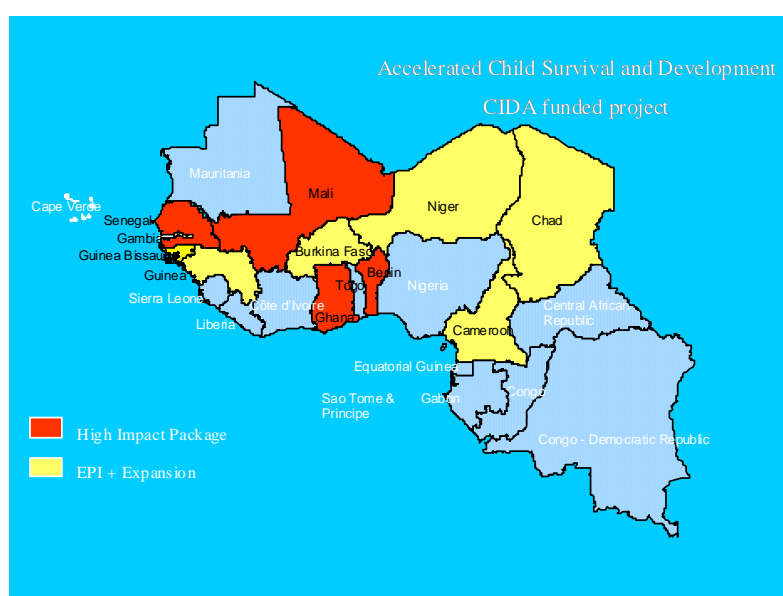 Accelerated Child Survival and Development
CIDA funded project
Mauritania
Mali
Cape Verde
Niger
Senegal
Chad
Gambia
Burkina Faso
Guinea Bissau
Benin
Guinea
Togo
Nigeria
Sierra Leone
Côte d'Ivoire
Central African
Republic
Ghana
Liberia
Cameroon
Equatorial Guinea
Sao Tome &
Principe
Gabon
Congo
High Impact Package
Congo - Democratic Republic
EPI + Expansion